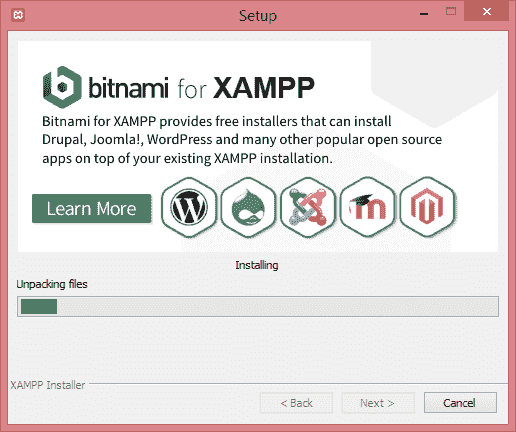 Setup
bitnami for XAMPP
Bitnami for XAMPP provides free installers that can install
Drupal, Joomla!, WordPress and many other popular open source
apps on top of your existing XAMPP installation.
Learn More
Installing
Unpacking files
XAMPP Installer
< Back Next > Cancel